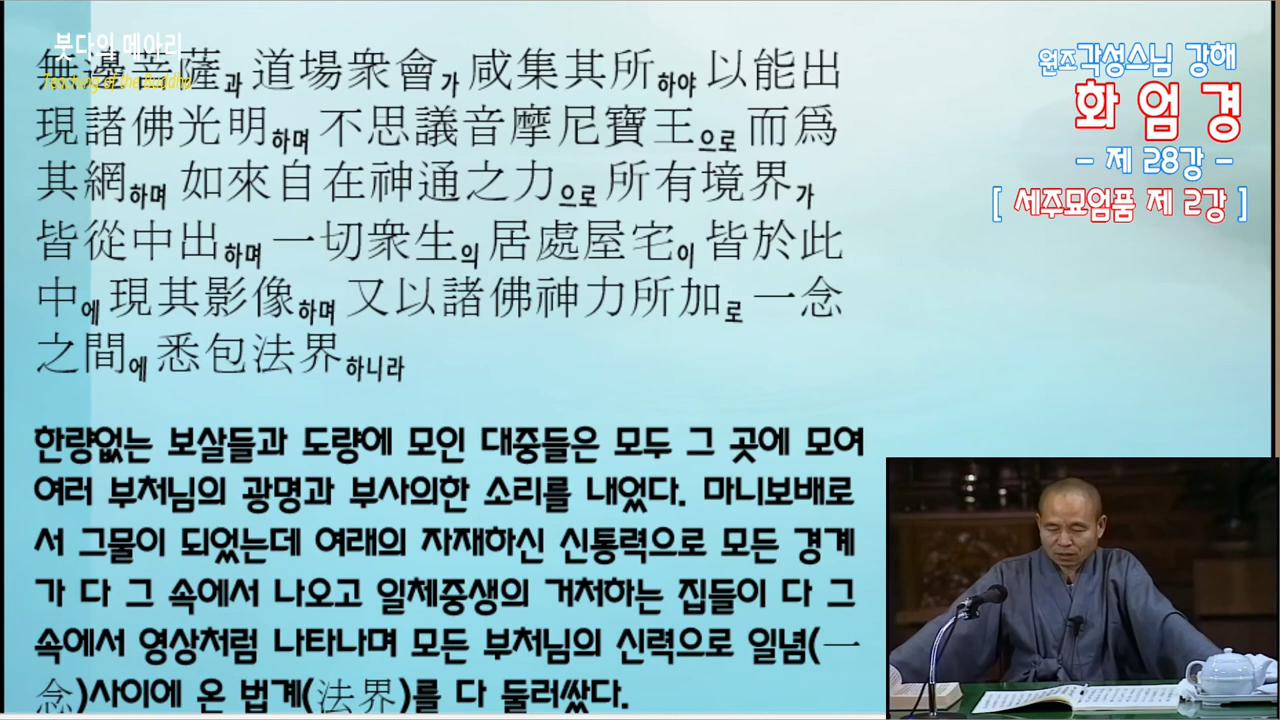 붓다의 메아리
Teaching of the Buddha
無邊菩薩과 道場衆會가 咸集其所하야 以能出
現諸佛光明하며 不思議音摩尼寶王으로 而爲
其網하며 如來自在神通之力으로 所有境界가
皆從中出하며 一切衆生의 居處屋宅이 皆於此
中에 現其影像하며 又以諸佛神力所加로 一念
之間에 悉包法界하니라
한량없는 보살들과 도량에 모인 대중들은 모두 그 곳에 모여
여러 부처님의 광명과 부사의한 소리를 내었다. 마니보배로
서 그물이 되었는데 여래의 자재하신 신통력으로 모든 경계
가 다 그 속에서 나오고 일체중생의 거처하는 집들이 다 그
속에서 영상처럼 나타나며 모든 부처님의 신력으로 일념(一
念)사이에 온 법계(法界)를 다 둘러쌌다.
원조각성스님 강해
화엄경
- 제 28강 -
[ 세주묘엄품 제 2강 ]